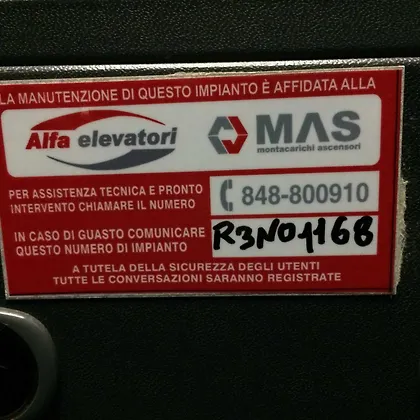 LA MANUTENZIONE DI QUESTO IMPIANTO È AFFIDATA ALLA
Alfa elevatori
MAS
montacarichi ascensori
PER ASSISTENZA TECNICA E PRONTO
INTERVENTO CHIAMARE IL NUMERO
848-800910
IN CASO DI GUASTO COMUNICARE
QUESTO NUMERO DI IMPIANTO
R3N01168
A TUTELA DELLA SICUREZZA DEGLI UTENTI
TUTTE LE CONVERSAZIONI SARANNO REGISTRATE